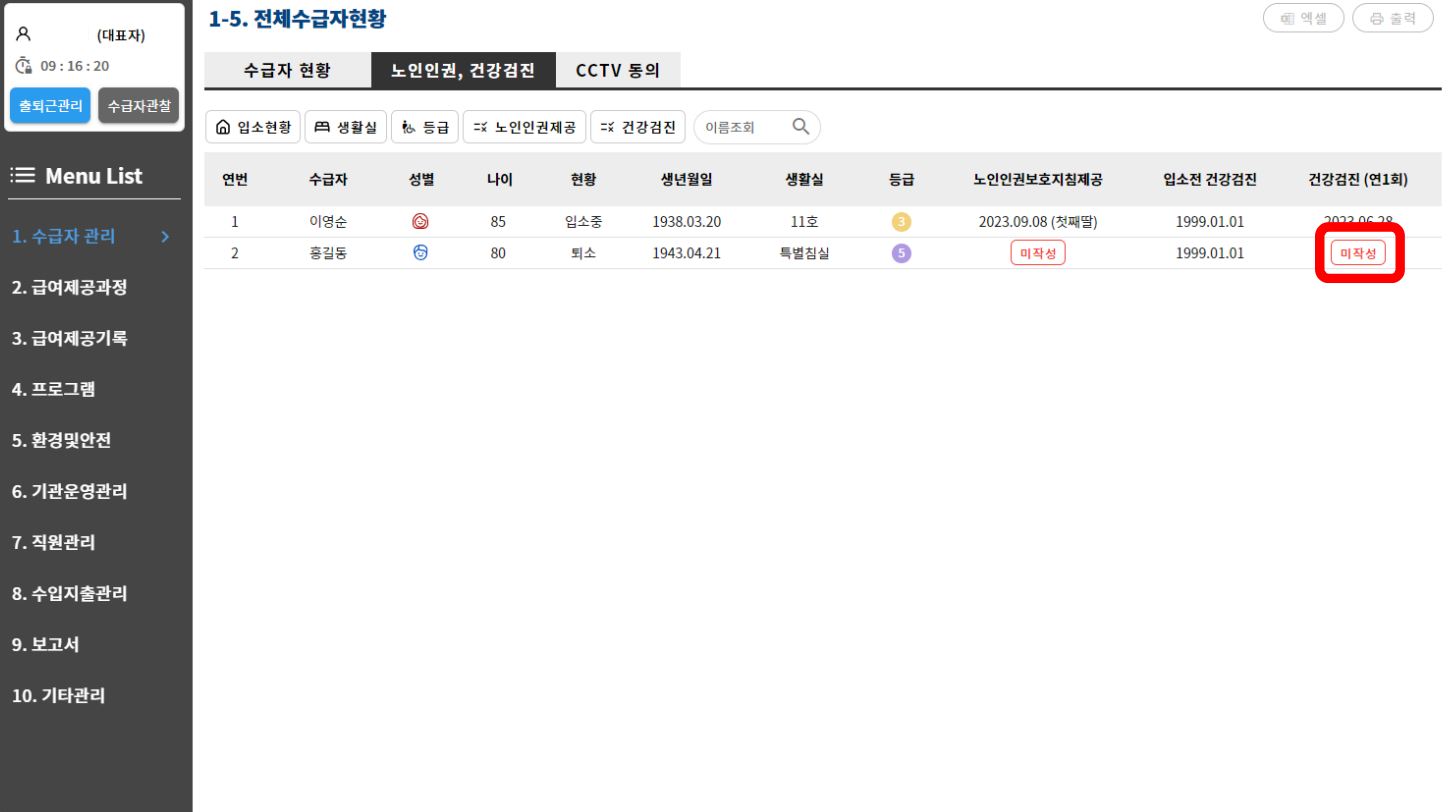 (대표자)
09 : 16 : 20
출퇴근관리 수급자관찰
Menu List
1. 수급자 관리
2. 급여제공과정
3. 급여제공기록
4. 프로그램
5. 환경및안전
6. 기관운영관리
7. 직원관리
8. 수입지출관리
9. 보고서
10. 기타관리
1-5. 전체수급자현황
엑셀 출력
수급자 현황 노인인권, 건강검진 CCTV 동의
입소현황 생활실 등급 노인인권제공 건강검진 이름조회
연번 수급자 성별 나이 현황 생년월일 생활실 등급 노인인권보호지침제공 입소전 건강검진 건강검진 (연1회)
1 이영순 85 입소중 1938.03.20 11호 3 2023.09.08 (첫째딸) 1999.01.01 2023.06.28
2 홍길동 80 퇴소 1943.04.21 특별침실 5 미작성 1999.01.01 미작성